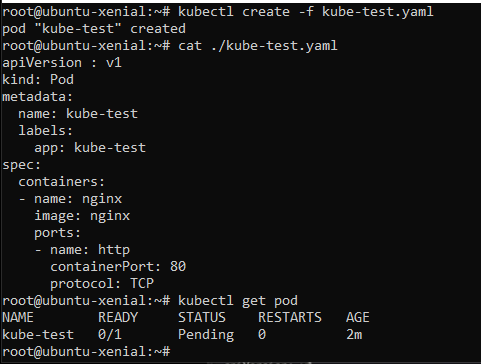 root@ubuntu-xenial:~# kubectl create -f kube-test.yaml
pod "kube-test" created
root@ubuntu-xenial:~# cat ./kube-test.yaml
apiVersion : v1
kind: Pod
metadata:
  name: kube-test
  labels:
    app: kube-test
spec:
  containers:
  - name: nginx
    image: nginx
    ports:
    - name: http
      containerPort: 80
      protocol: TCP
root@ubuntu-xenial:~# kubectl get pod
NAME        READY     STATUS    RESTARTS   AGE
kube-test   0/1       Pending   0          2m
root@ubuntu-xenial:~#